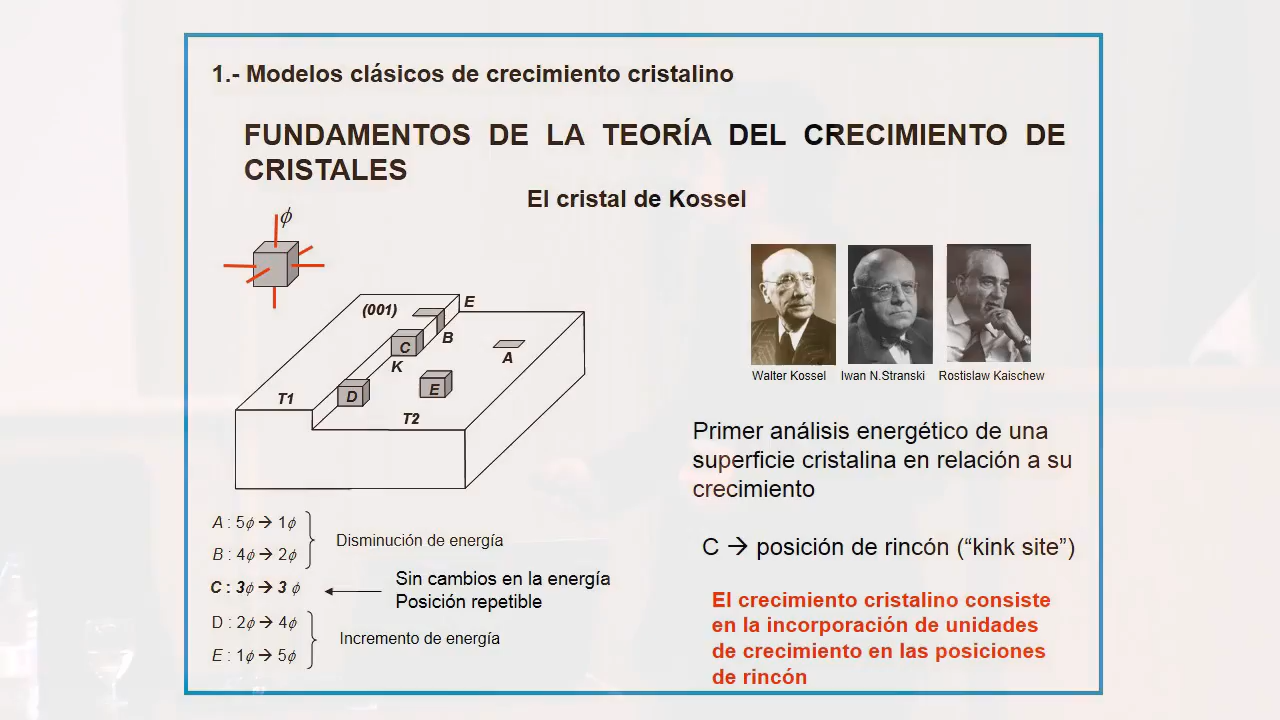 1.- Modelos clásicos de crecimiento cristalino
FUNDAMENTOS DE LA TEORÍA DEL CRECIMIENTO DE
CRISTALES
El cristal de Kossel
ϕ
(001)
E
B
C
K
A
D
E
T1
T2
Walter Kossel
Iwan N.Stranski
Rostislaw Kaischew
Primer análisis energético de una
superficie cristalina en relación a su
crecimiento
A : 5ϕ → 1ϕ
B : 4ϕ → 2ϕ
Disminución de energía
C : 3ϕ → 3 ϕ
Sin cambios en la energía
Posición repetible
D : 2ϕ → 4ϕ
E : 1ϕ → 5ϕ
Incremento de energía
C → posición de rincón (“kink site”)
El crecimiento cristalino consiste
en la incorporación de unidades
de crecimiento en las posiciones
de rincón